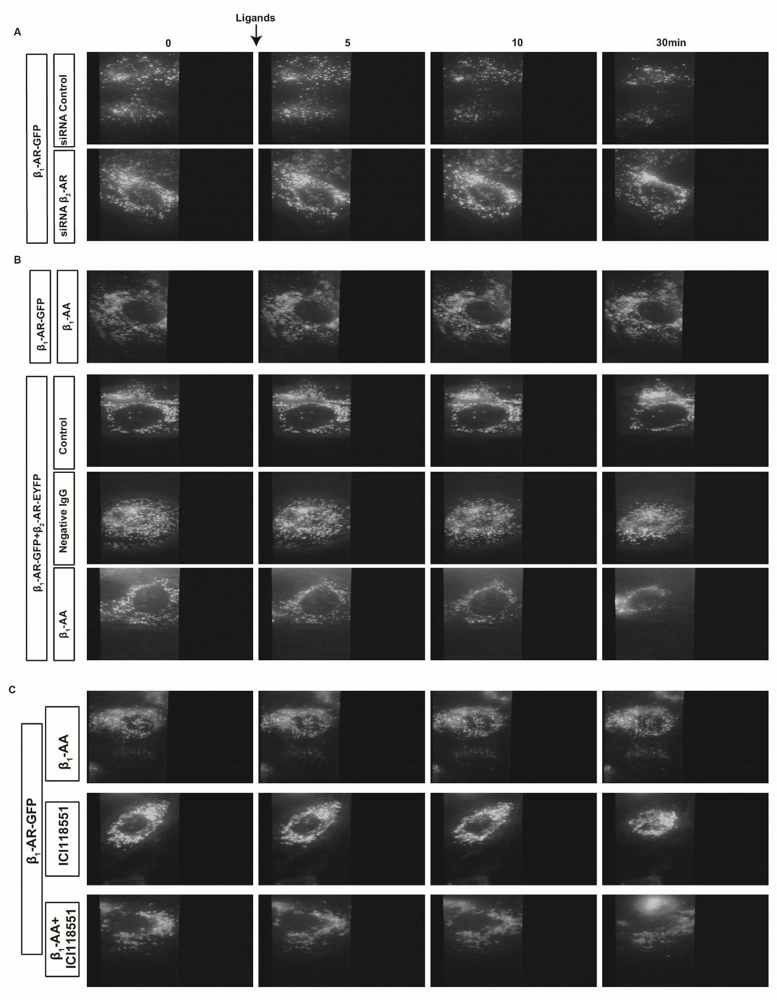 Ligands
A
0
5
10
30min
β1-AR-GFP
siRNA Control
siRNA β2-AR
B
β1-AR-GFP
β1-AA
β1-AR-GFP+β2-AR-EYFP
Control
Negative IgG
β1-AA
C
β1-AR-GFP
β1-AA
ICI118551
β1-AA+
ICI118551